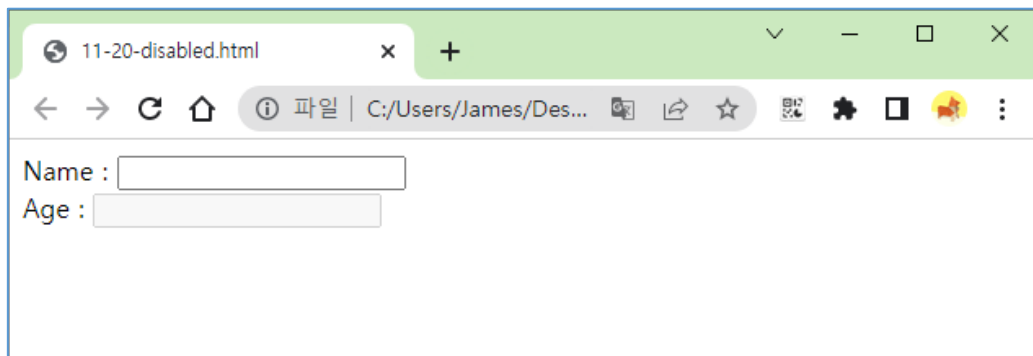 11-20-disabled.html
파일 | C:/Users/James/Des...
Name :
Age :